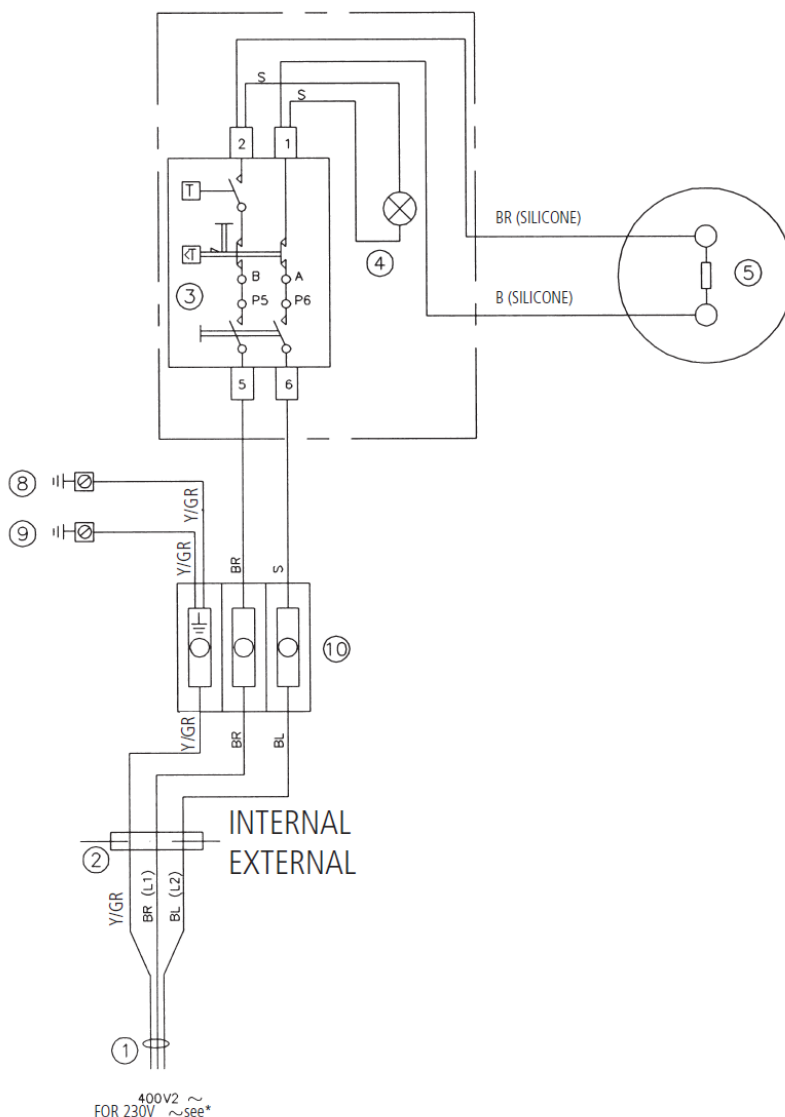 S
S
2
1
T
BR (SILICONE)
4
5
<T
B
A
3
B (SILICONE)
P5
P6
5
6
8
Y/GR
9
Y/GR
BR
S
10
Y/GR
BR
BL
INTERNAL
2
EXTERNAL
Y/GR
BR (L1)
BL (L2)
1
400V2 ~
FOR 230V ~see*